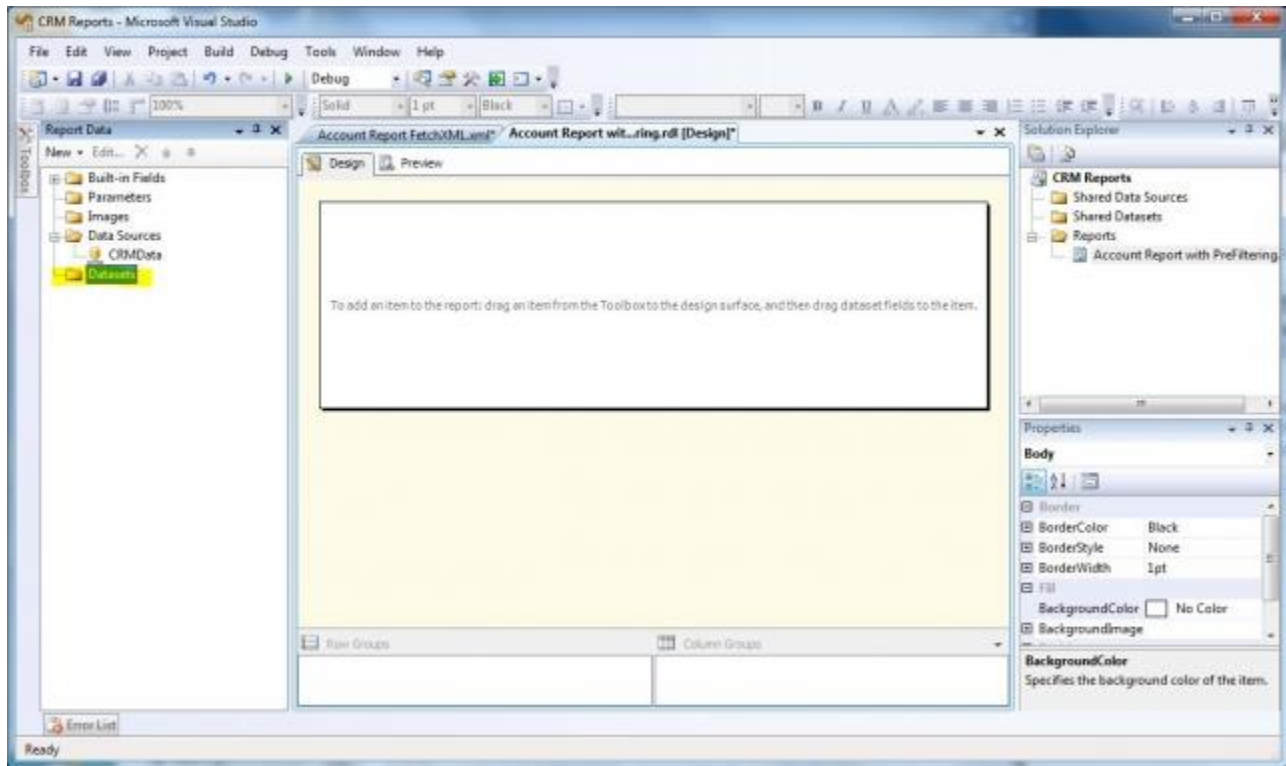 CRM Reports - Microsoft Visual Studio
File Edit View Project Build Debug Tools Window Help
Debug
100%
Solid 1 pt Black
B I U A
Toolbox
Report Data
New Edit...
Built-in Fields
Parameters
Images
Data Sources
CRMData
Datasets
Account Report FetchXML.xml* Account Report wit...ring.rdl [Design]*
Design Preview
To add an item to the report: drag an item from the Toolbox to the design surface, and then drag dataset fields to the item.
Row Groups
Column Groups
Solution Explorer
CRM Reports
Shared Data Sources
Shared Datasets
Reports
Account Report with PreFiltering
Properties
Body
Border
BorderColor Black
BorderStyle None
BorderWidth 1pt
Fill
BackgroundColor No Color
BackgroundImage
BackgroundColor
Specifies the background color of the item.
Error List
Ready